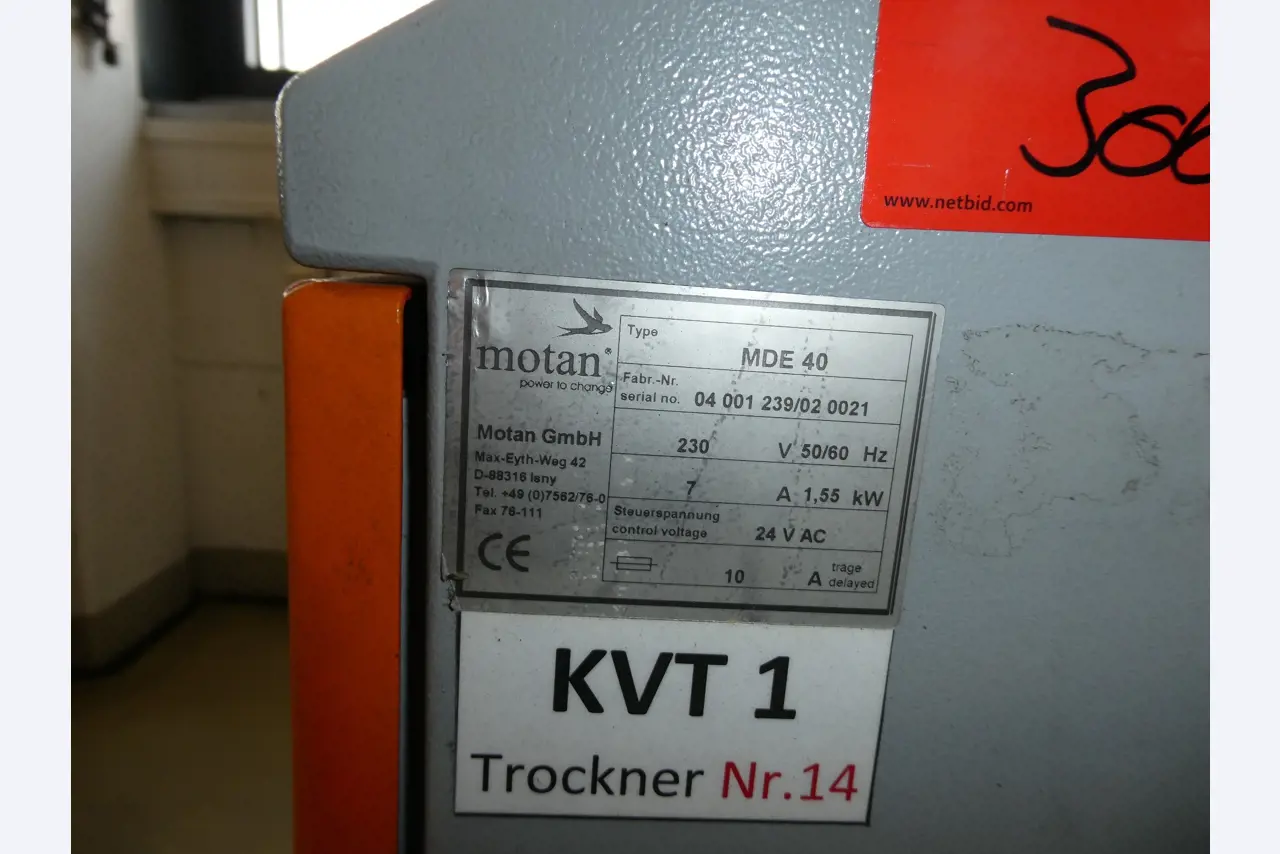 www.netbid.com
motan®
power to change
Motan GmbH
Max-Eyth-Weg 42
D-88316 Isny
Tel. +49 (0)7562/76-0
Fax 76-111
CE
Type
MDE 40
Fabr.-Nr.
serial no. 04 001 239/02 0021
230 V 50/60 Hz
7 A 1,55 kW
Steuerspannung
control voltage 24 V AC
10 A träge
delayed
KVT 1
Trockner Nr.14